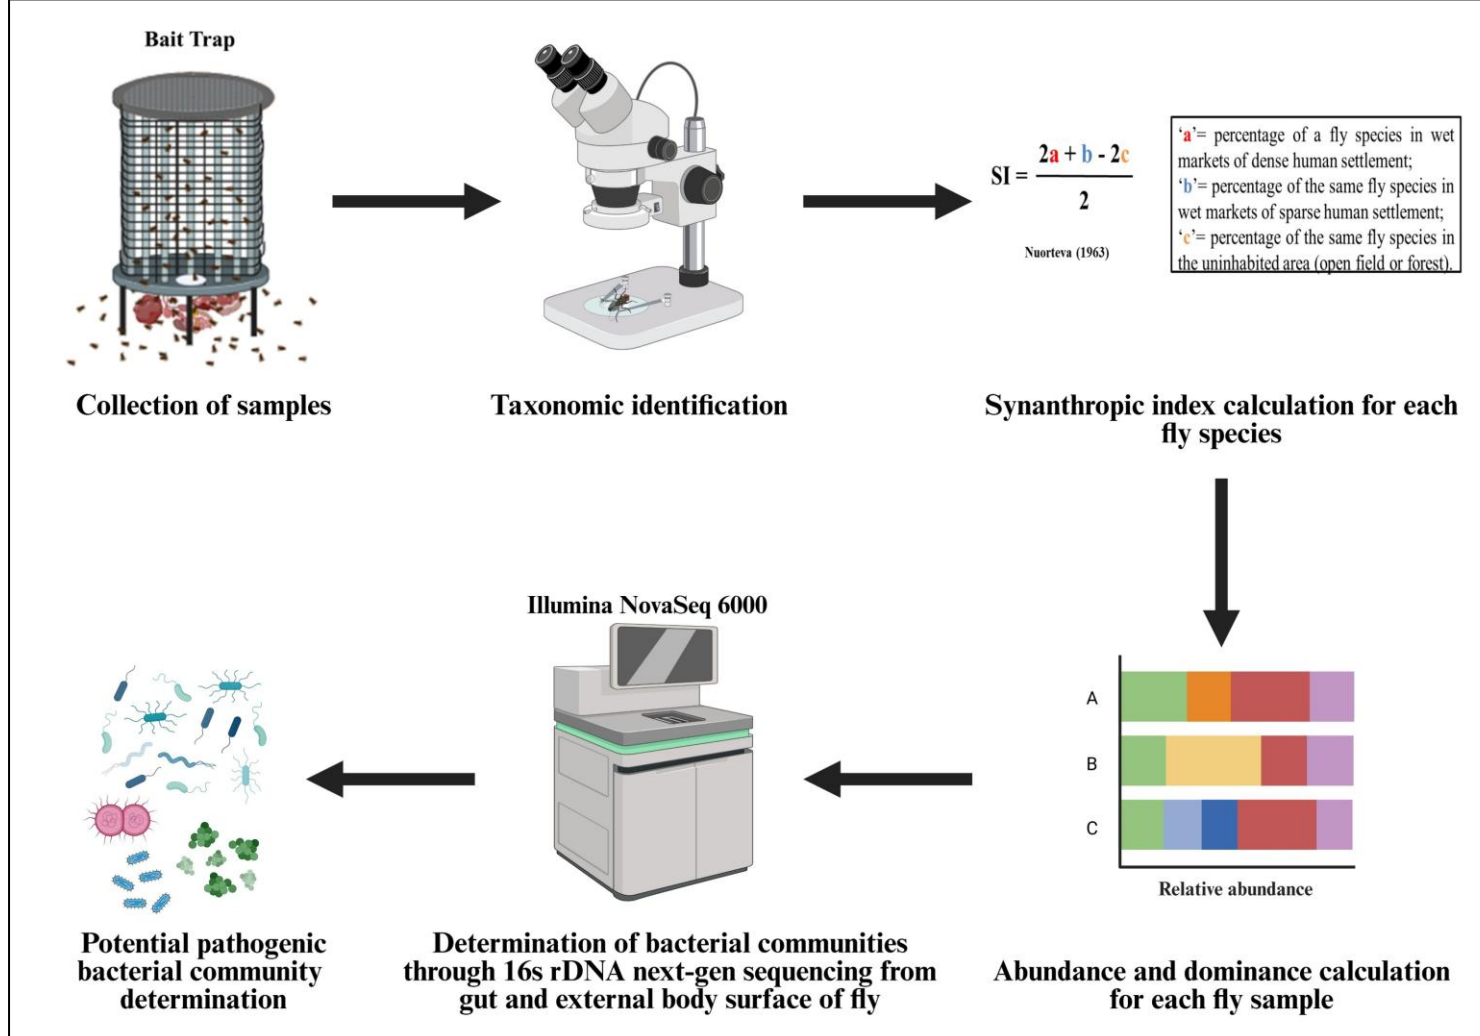 Bait Trap
Collection of samples
Taxonomic identification
SI = 2a + b - 2c
2
Nuorteva (1963)
‘a’= percentage of a fly species in wet
markets of dense human settlement;
‘b’= percentage of the same fly species in
wet markets of sparse human settlement;
‘c’= percentage of the same fly species in
the uninhabited area (open field or forest).
Synanthropic index calculation for each
fly species
A
B
C
Relative abundance
Abundance and dominance calculation
for each fly sample
Illumina NovaSeq 6000
Determination of bacterial communities
through 16s rDNA next-gen sequencing from
gut and external body surface of fly
Potential pathogenic
bacterial community
determination